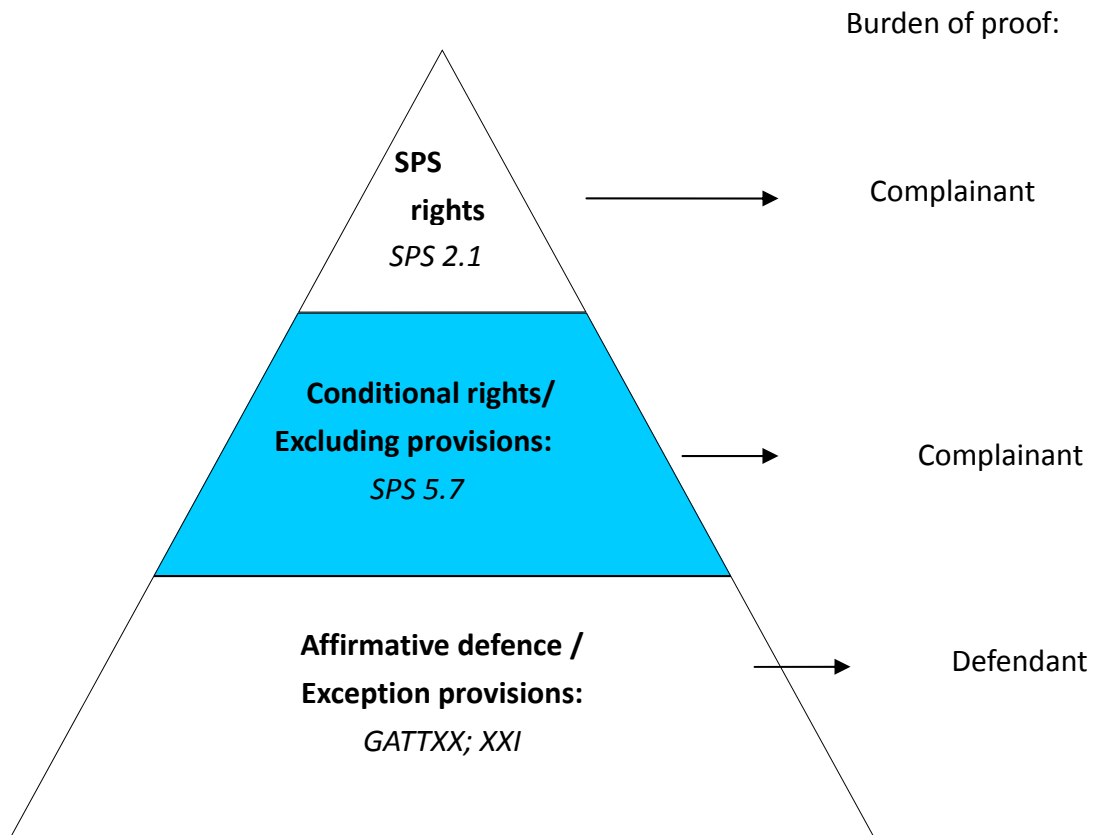 Burden of proof:
SPS
rights
SPS 2.1
Complainant
Conditional rights/
Excluding provisions:
SPS 5.7
Complainant
Affirmative defence /
Exception provisions:
GATTXX; XXI
Defendant